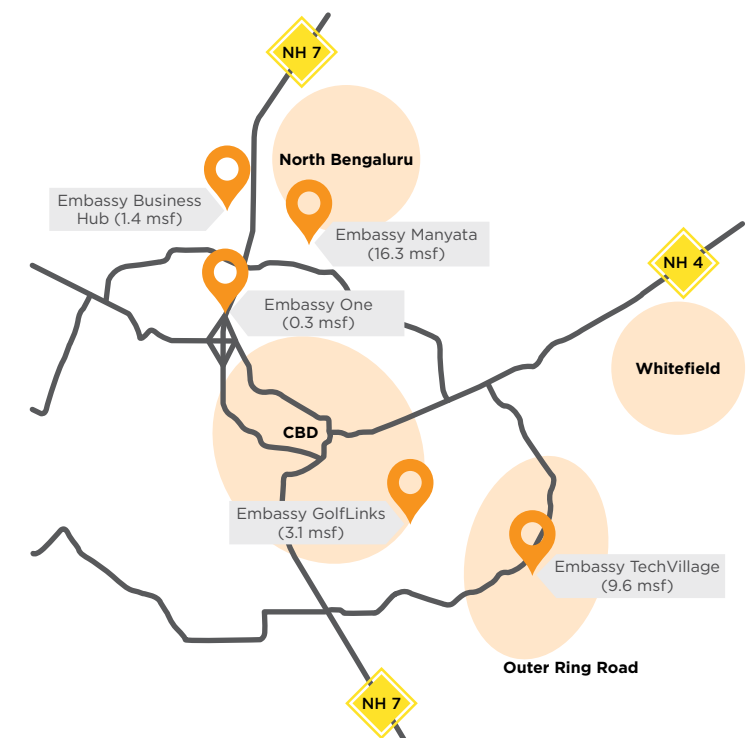 NH 7
North Bengaluru
Embassy Business
Hub (1.4 msf)
Embassy Manyata
(16.3 msf)
NH 4
Embassy One
(0.3 msf)
Whitefield
CBD
Embassy GolfLinks
(3.1 msf)
Embassy TechVillage
(9.6 msf)
Outer Ring Road
NH 7